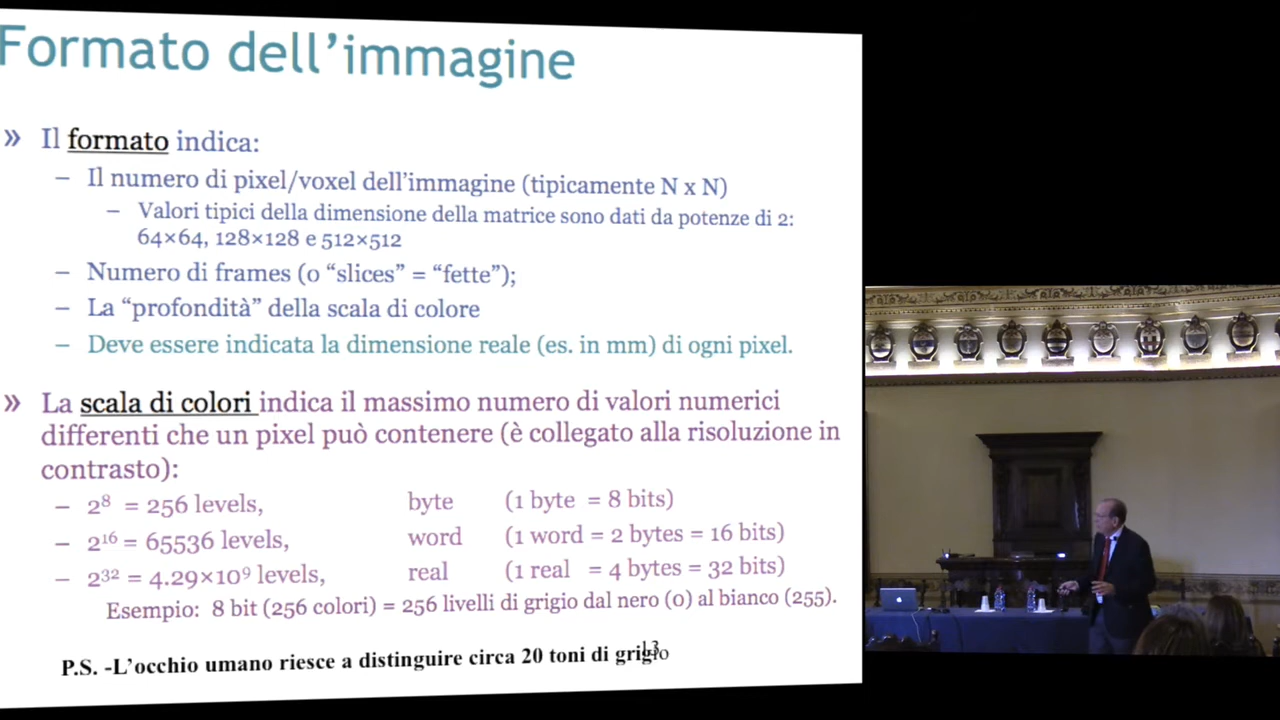 Formato dell’immagine
» Il formato indica:
– Il numero di pixel/voxel dell’immagine (tipicamente N x N)
– Valori tipici della dimensione della matrice sono dati da potenze di 2:
64×64, 128×128 e 512×512
– Numero di frames (o “slices” = “fette”);
– La “profondità” della scala di colore
– Deve essere indicata la dimensione reale (es. in mm) di ogni pixel.
» La scala di colori indica il massimo numero di valori numerici
differenti che un pixel può contenere (è collegato alla risoluzione in
contrasto):
– 2⁸ = 256 levels, byte (1 byte = 8 bits)
– 2¹⁶ = 65536 levels, word (1 word = 2 bytes = 16 bits)
– 2³² = 4.29×10⁹ levels, real (1 real = 4 bytes = 32 bits)
Esempio: 8 bit (256 colori) = 256 livelli di grigio dal nero (0) al bianco (255).
P.S. -L’occhio umano riesce a distinguire circa 20 toni di grigio
13